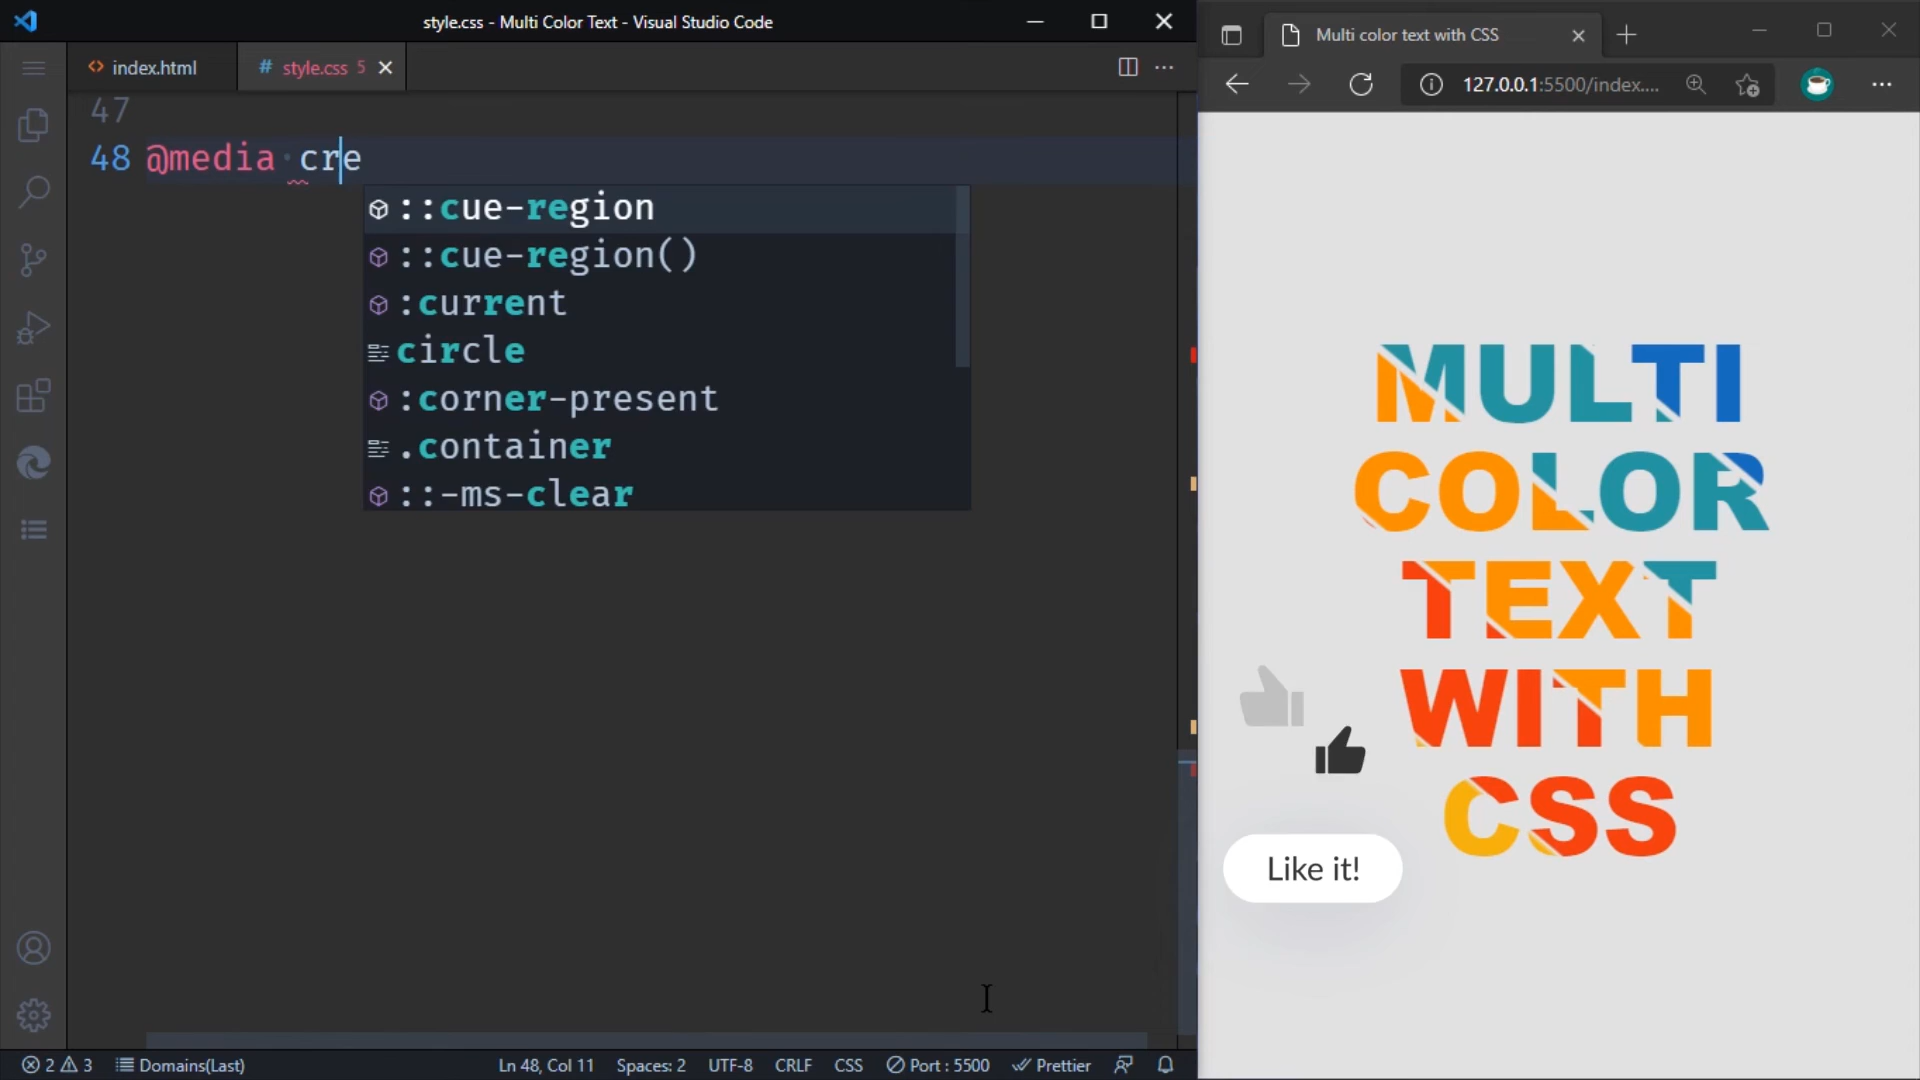 style.css - Multi Color Text - Visual Studio Code
index.html
# style.css 5
47
48 @media cre
::cue-region
::cue-region()
:current
circle
:corner-present
.container
::-ms-clear
2 3 Domains(Last) Ln 48, Col 11 Spaces: 2 UTF-8 CRLF CSS Port : 5500 Prettier
Multi color text with CSS
127.0.0.1:5500/index....
MULTI
COLOR
TEXT
WITH
CSS
Like it!